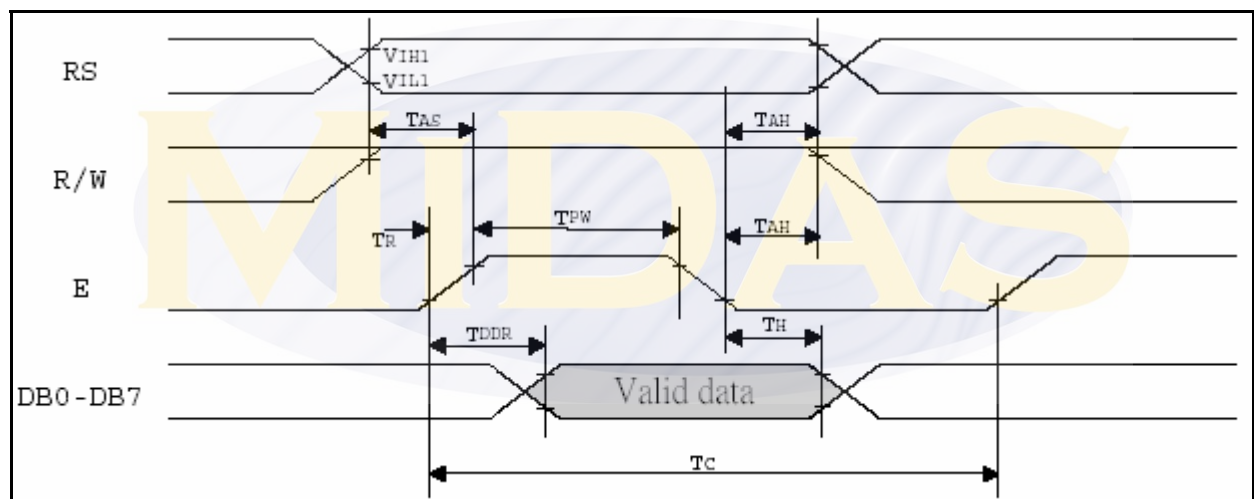 RS
VIH1
VIL1
TAS
TAH
R/W
TPW
TAH
TR
E
TDDR
TH
DB0-DB7
Valid data
TC
MIDAS